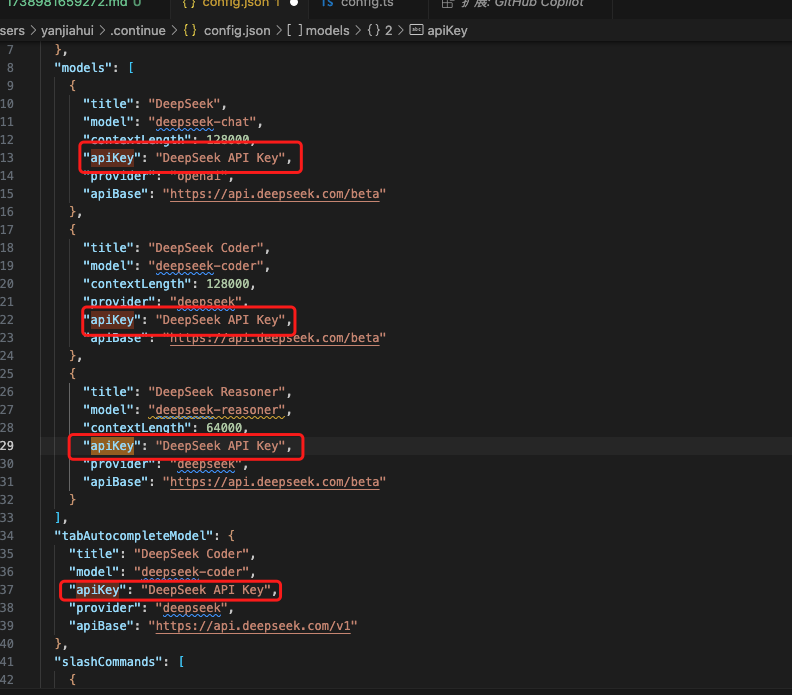 1738981659272.md U {} config.json 1 TS config.ts 扩展: GitHub Copilot
sers > yanjiahui > .continue > {} config.json > [ ] models > {} 2 > abc apiKey
7 },
8 "models": [
9 {
10 "title": "DeepSeek",
11 "model": "deepseek-chat",
12 "contextLength": 128000,
13 "apiKey": "DeepSeek API Key",
14 "provider": "openai",
15 "apiBase": "https://api.deepseek.com/beta"
16 },
17 {
18 "title": "DeepSeek Coder",
19 "model": "deepseek-coder",
20 "contextLength": 128000,
21 "provider": "deepseek",
22 "apiKey": "DeepSeek API Key",
23 "apiBase": "https://api.deepseek.com/beta"
24 },
25 {
26 "title": "DeepSeek Reasoner",
27 "model": "deepseek-reasoner",
28 "contextLength": 64000,
29 "apiKey": "DeepSeek API Key",
30 "provider": "deepseek",
31 "apiBase": "https://api.deepseek.com/beta"
32 }
33 ],
34 "tabAutocompleteModel": {
35 "title": "DeepSeek Coder",
36 "model": "deepseek-coder",
37 "apiKey": "DeepSeek API Key",
38 "provider": "deepseek",
39 "apiBase": "https://api.deepseek.com/v1"
40 },
41 "slashCommands": [
42 {